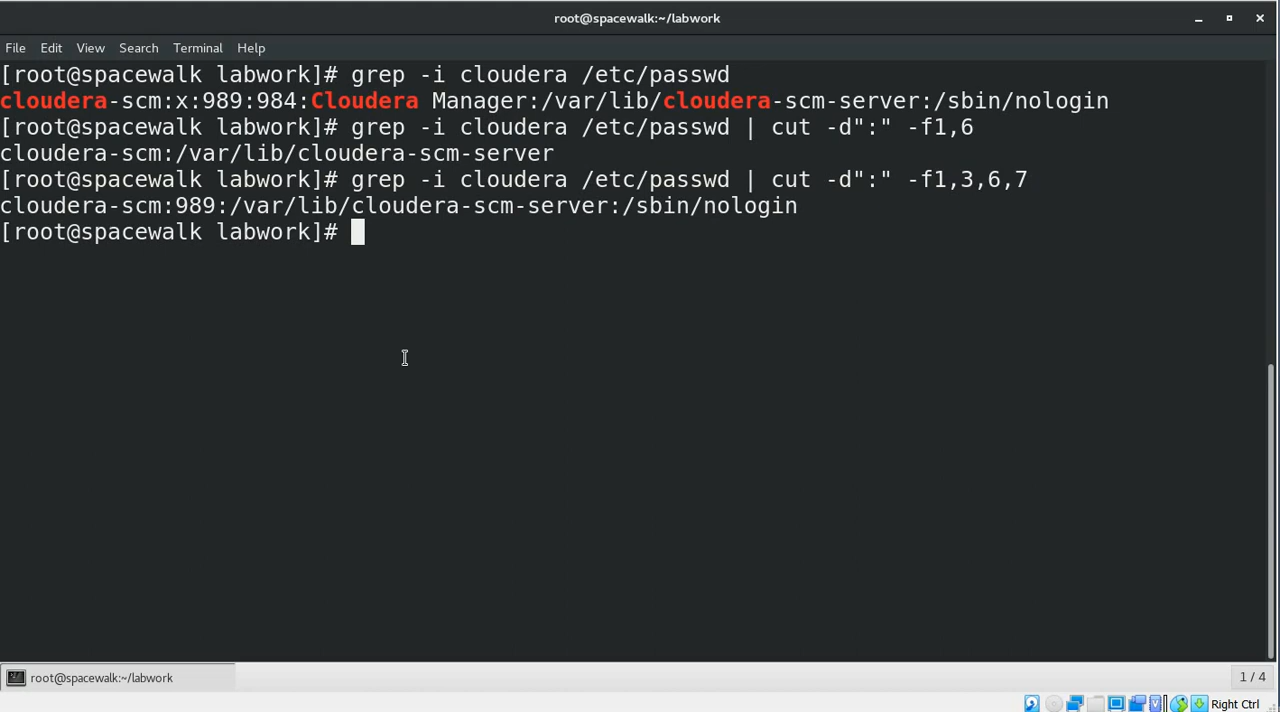 root@spacewalk:~/labwork
File Edit View Search Terminal Help
[root@spacewalk labwork]# grep -i cloudera /etc/passwd
cloudera-scm:x:989:984:Cloudera Manager:/var/lib/cloudera-scm-server:/sbin/nologin
[root@spacewalk labwork]# grep -i cloudera /etc/passwd | cut -d":" -f1,6
cloudera-scm:/var/lib/cloudera-scm-server
[root@spacewalk labwork]# grep -i cloudera /etc/passwd | cut -d":" -f1,3,6,7
cloudera-scm:989:/var/lib/cloudera-scm-server:/sbin/nologin
[root@spacewalk labwork]#
root@spacewalk:~/labwork 1 / 4
Right Ctrl